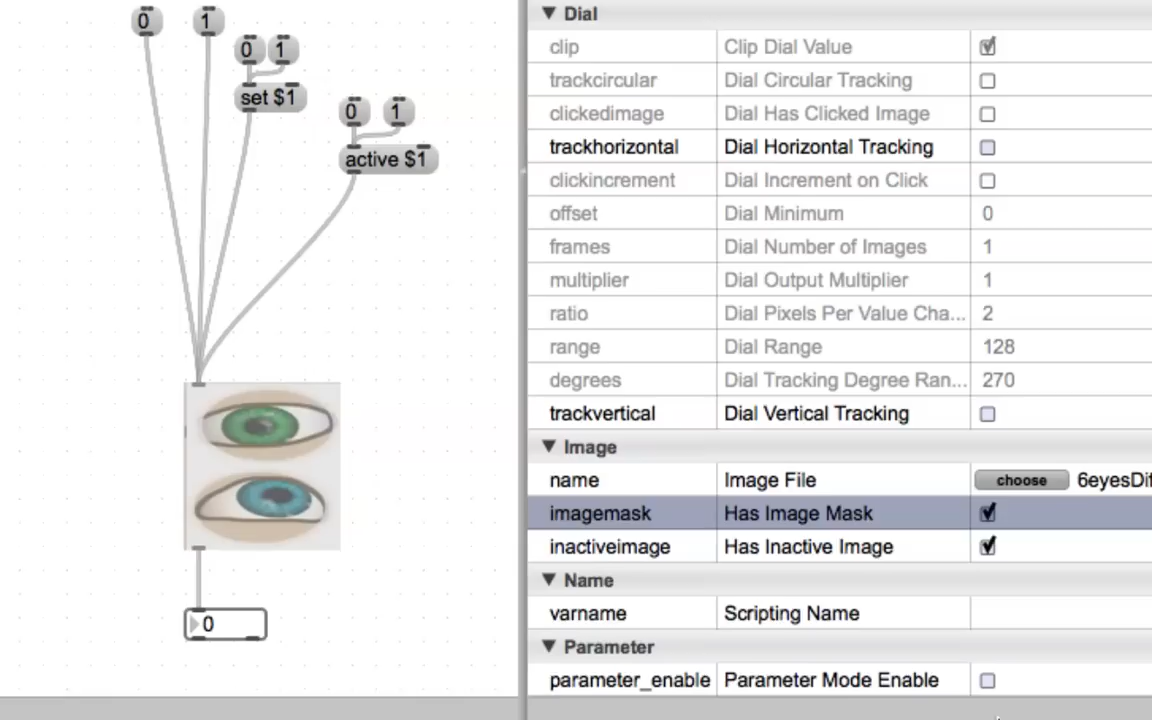 0 1
0 1
set $1
0 1
active $1
0
Dial
clip Clip Dial Value
trackcircular Dial Circular Tracking
clickedimage Dial Has Clicked Image
trackhorizontal Dial Horizontal Tracking
clickincrement Dial Increment on Click
offset Dial Minimum 0
frames Dial Number of Images 1
multiplier Dial Output Multiplier 1
ratio Dial Pixels Per Value Cha... 2
range Dial Range 128
degrees Dial Tracking Degree Ran... 270
trackvertical Dial Vertical Tracking
Image
name Image File choose 6eyesDif
imagemask Has Image Mask
inactiveimage Has Inactive Image
Name
varname Scripting Name
Parameter
parameter_enable Parameter Mode Enable